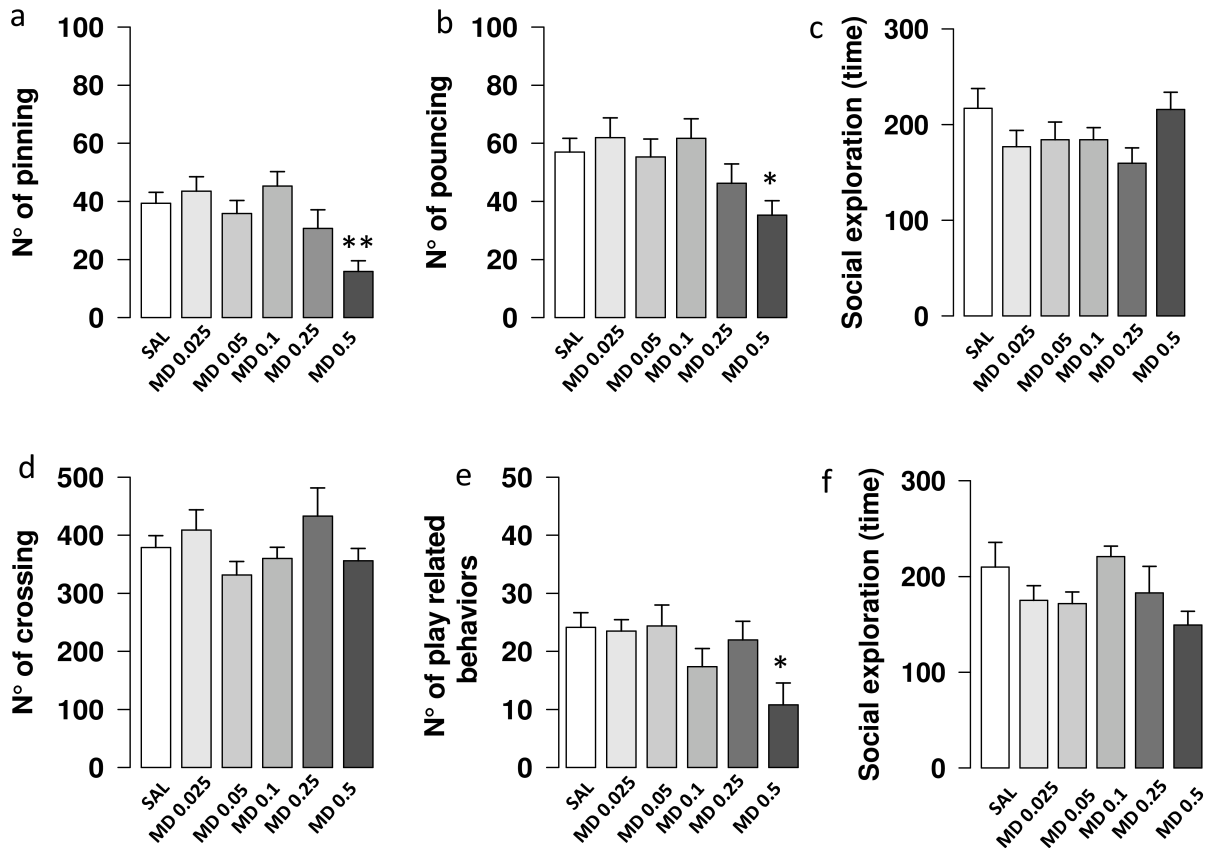 a
N° of pinning
100
80
60
40
20
0
**
SAL
MD 0.025
MD 0.05
MD 0.1
MD 0.25
MD 0.5
b
N° of pouncing
100
80
60
40
20
0
*
SAL
MD 0.025
MD 0.05
MD 0.1
MD 0.25
MD 0.5
c
Social exploration (time)
300
200
100
0
SAL
MD 0.025
MD 0.05
MD 0.1
MD 0.25
MD 0.5
d
N° of crossing
500
400
300
200
100
0
SAL
MD 0.025
MD 0.05
MD 0.1
MD 0.25
MD 0.5
e
N° of play related
behaviors
50
40
30
20
10
0
*
SAL
MD 0.025
MD 0.05
MD 0.1
MD 0.25
MD 0.5
f
Social exploration (time)
300
200
100
0
SAL
MD 0.025
MD 0.05
MD 0.1
MD 0.25
MD 0.5